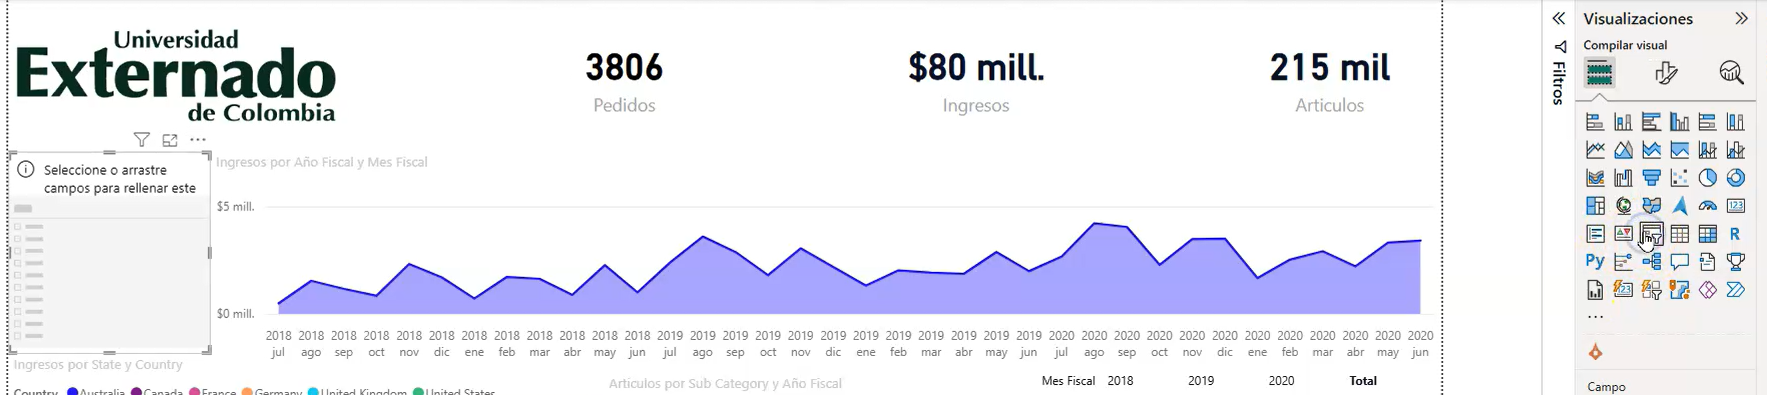 Universidad
Externado
de Colombia
3806
Pedidos
$80 mill.
Ingresos
215 mil
Articulos
Seleccione o arrastre
campos para rellenar este
Ingresos por Año Fiscal y Mes Fiscal
$5 mill.
$0 mill.
2018 2018 2018 2018 2018 2018 2018 2018 2018 2018 2018 2018 2019 2019 2019 2019 2019 2019 2019 2019 2019 2019 2019 2019 2020 2020 2020 2020 2020 2020 2020 2020 2020 2020 2020 2020
jul ago sep oct nov dic ene feb mar abr may jun jul ago sep oct nov dic ene feb mar abr may jun jul ago sep oct nov dic ene feb mar abr may jun
Ingresos por State y Country
Country Australia Canada France Germany United Kingdom United States
Articulos por Sub Category y Año Fiscal
Mes Fiscal 2018 2019 2020 Total
Filtros
Visualizaciones
Compilar visual
123
R
Py
123
...
Campo